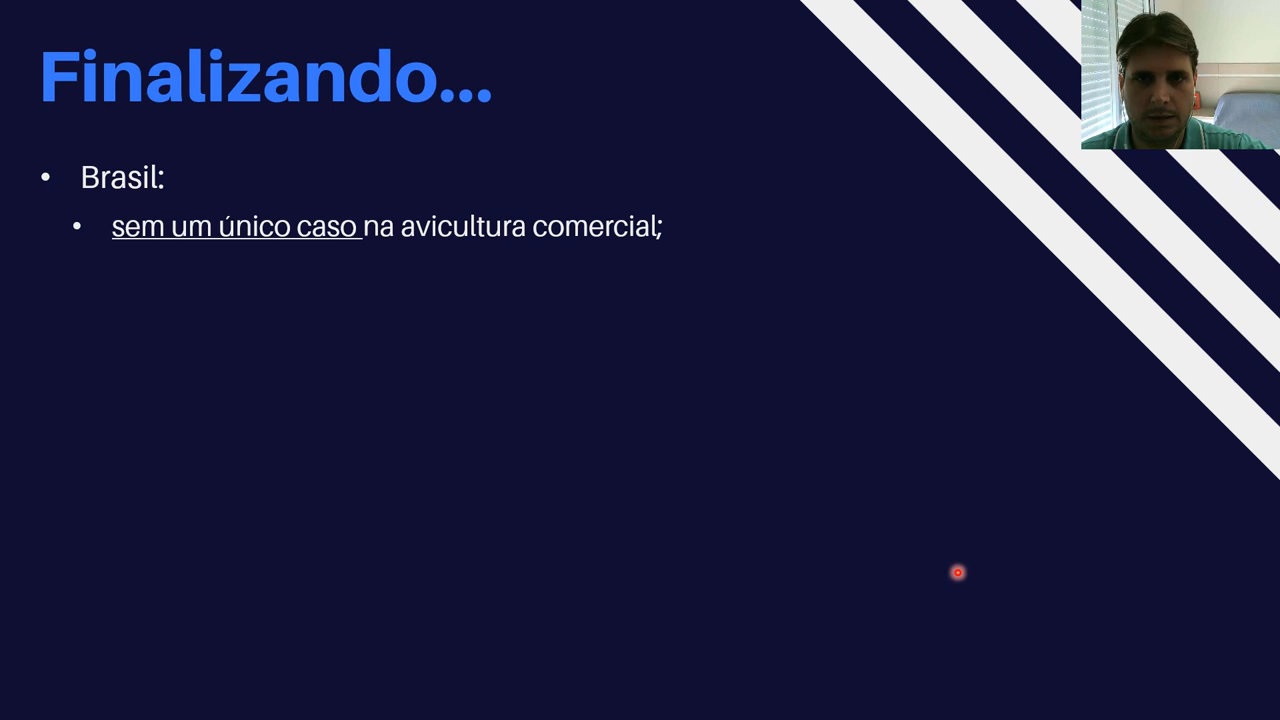 Finalizando...
• Brasil:
• sem um único caso na avicultura comercial;